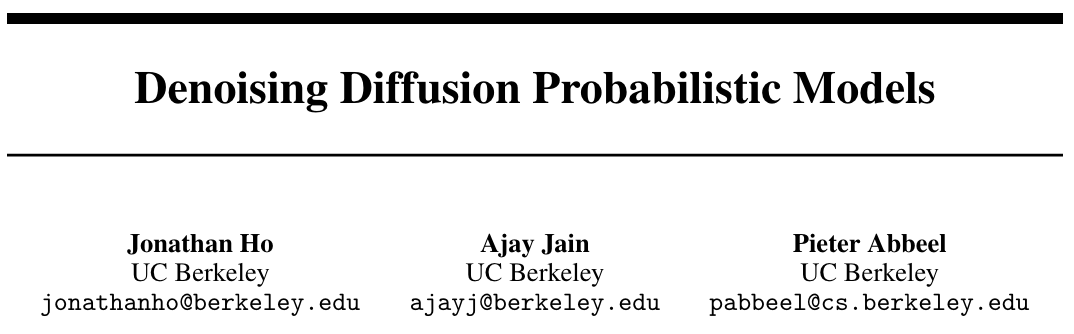 Denoising Diffusion Probabilistic Models
Jonathan Ho
UC Berkeley
jonathanho@berkeley.edu
Ajay Jain
UC Berkeley
ajayj@berkeley.edu
Pieter Abbeel
UC Berkeley
pabbeel@cs.berkeley.edu